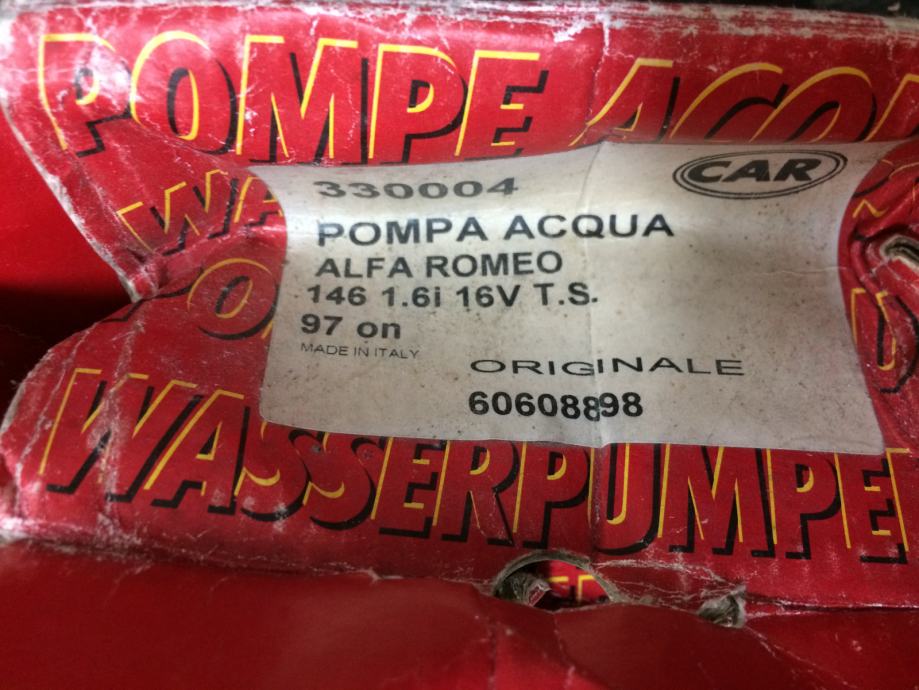 POMPE ACQU
330004 CAR
POMPA ACQUA
ALFA ROMEO
146 1.6i 16V T.S.
97 on
MADE IN ITALY
ORIGINALE
60608898
WASSERPUMPE